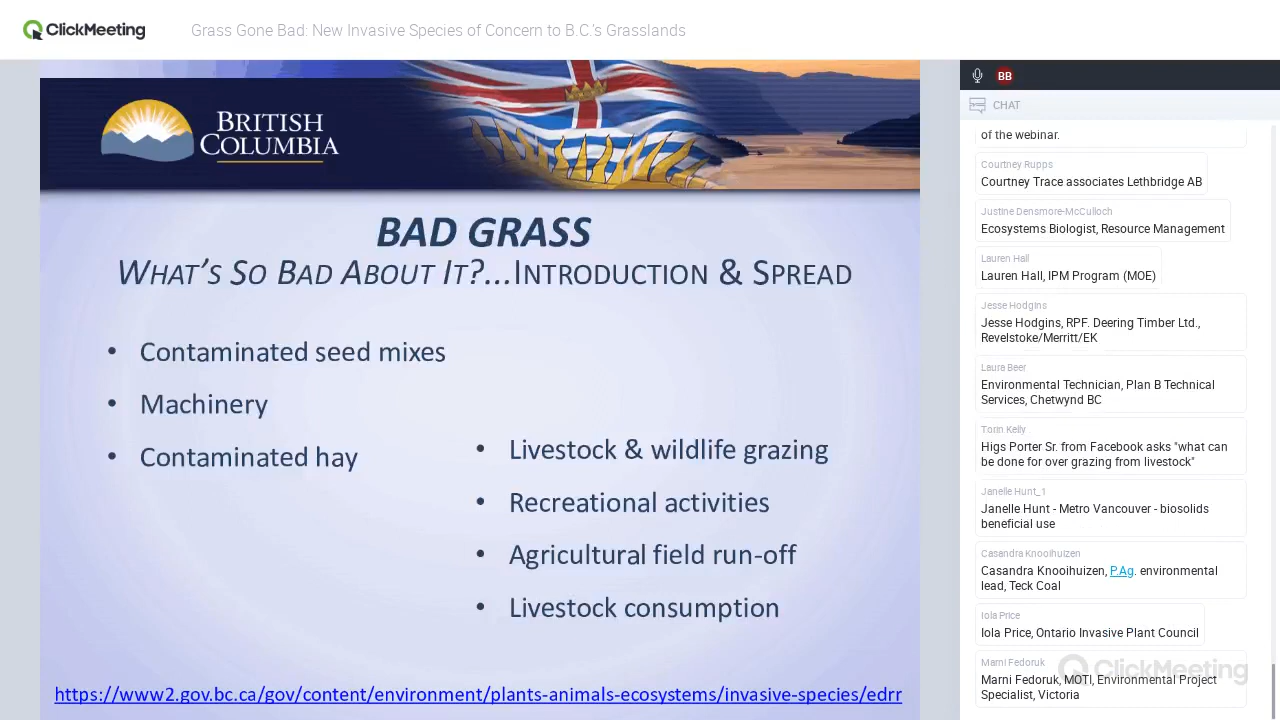 ClickMeeting
Grass Gone Bad: New Invasive Species of Concern to B.C.'s Grasslands
BRITISH
COLUMBIA
BAD GRASS
WHAT'S SO BAD ABOUT IT?...INTRODUCTION & SPREAD
• Contaminated seed mixes
• Machinery
• Contaminated hay
• Livestock & wildlife grazing
• Recreational activities
• Agricultural field run-off
• Livestock consumption
https://www2.gov.bc.ca/gov/content/environment/plants-animals-ecosystems/invasive-species/edrr
BB
CHAT
of the webinar.
Courtney Rupps
Courtney Trace associates Lethbridge AB
Justine Densmore-McCulloch
Ecosystems Biologist, Resource Management
Lauren Hall
Lauren Hall, IPM Program (MOE)
Jesse Hodgins
Jesse Hodgins, RPF. Deering Timber Ltd.,
Revelstoke/Merritt/EK
Laura Beer
Environmental Technician, Plan B Technical
Services, Chetwynd BC
Torin Kelly
Higs Porter Sr. from Facebook asks "what can
be done for over grazing from livestock"
Janelle Hunt_1
Janelle Hunt - Metro Vancouver - biosolids
beneficial use
Casandra Knooihuizen
Casandra Knooihuizen, P.Ag. environmental
lead, Teck Coal
Iola Price
Iola Price, Ontario Invasive Plant Council
Marni Fedoruk
Marni Fedoruk, MOTI, Environmental Project
Specialist, Victoria
ClickMeeting